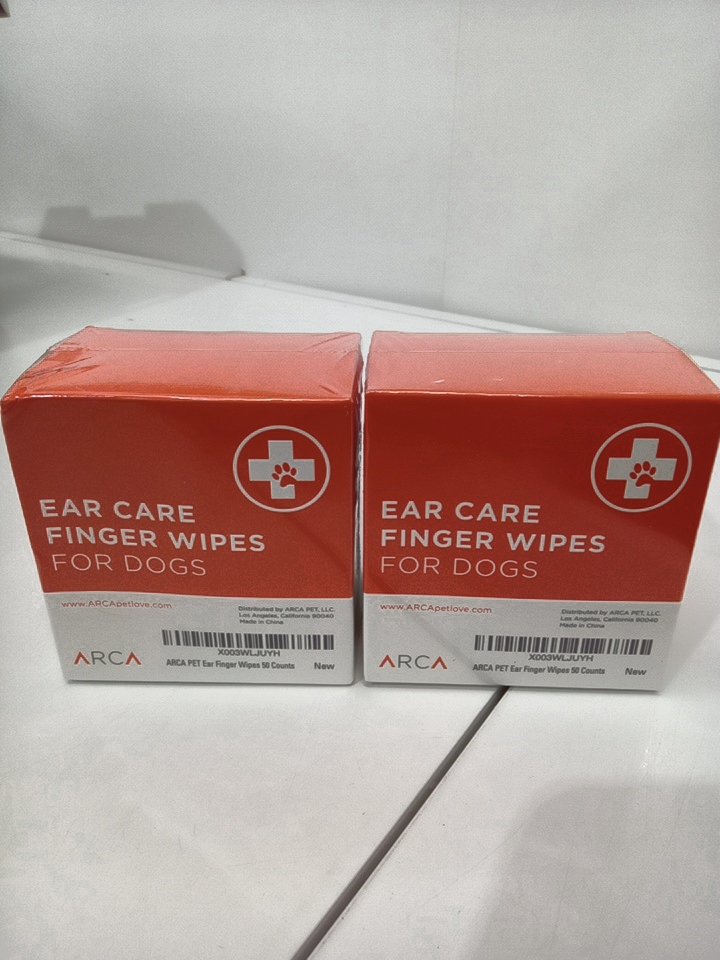 EAR CARE
FINGER WIPES
FOR DOGS
www.ARCApetlove.com
Distributed by ARCA PET, LLC.
Los Angeles, California 90040
Made in China
X003WLJUYH
ARCA
ARCA PET Ear Finger Wipes 50 Counts
New
EAR CARE
FINGER WIPES
FOR DOGS
www.ARCApetlove.com
Distributed by ARCA PET, LLC.
Los Angeles, California 90040
Made in China
X003WLJUYH
ARCA
ARCA PET Ear Finger Wipes 50 Counts
New